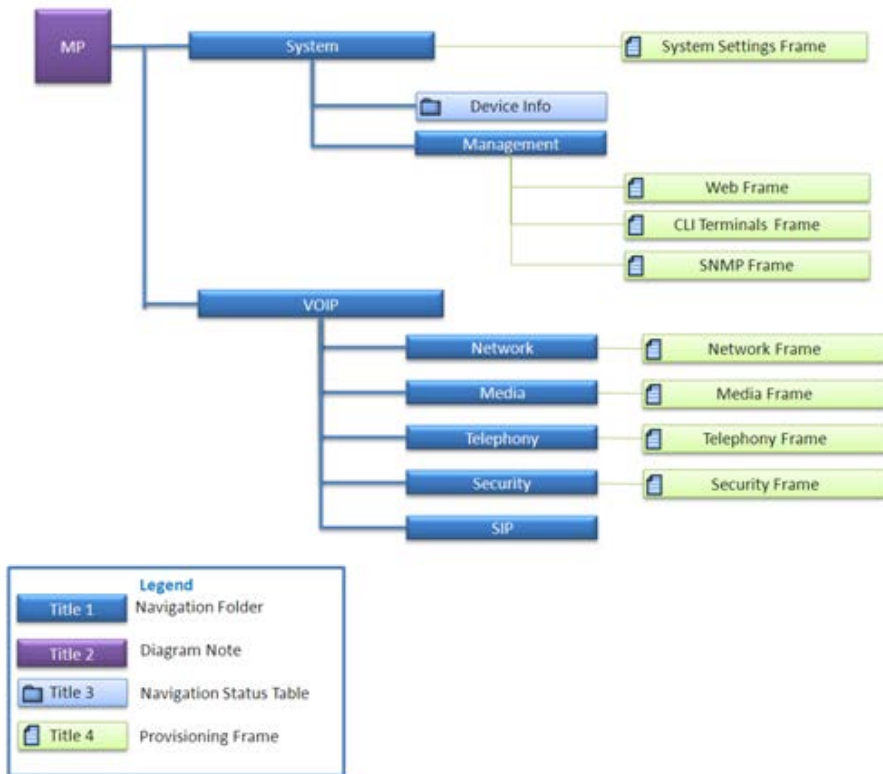 MP
System
System Settings Frame
Device Info
Management
Web Frame
CLI Terminals Frame
SNMP Frame
VOIP
Network
Network Frame
Media
Media Frame
Telephony
Telephony Frame
Security
Security Frame
SIP
Legend
Title 1
Navigation Folder
Title 2
Diagram Note
Title 3
Navigation Status Table
Title 4
Provisioning Frame